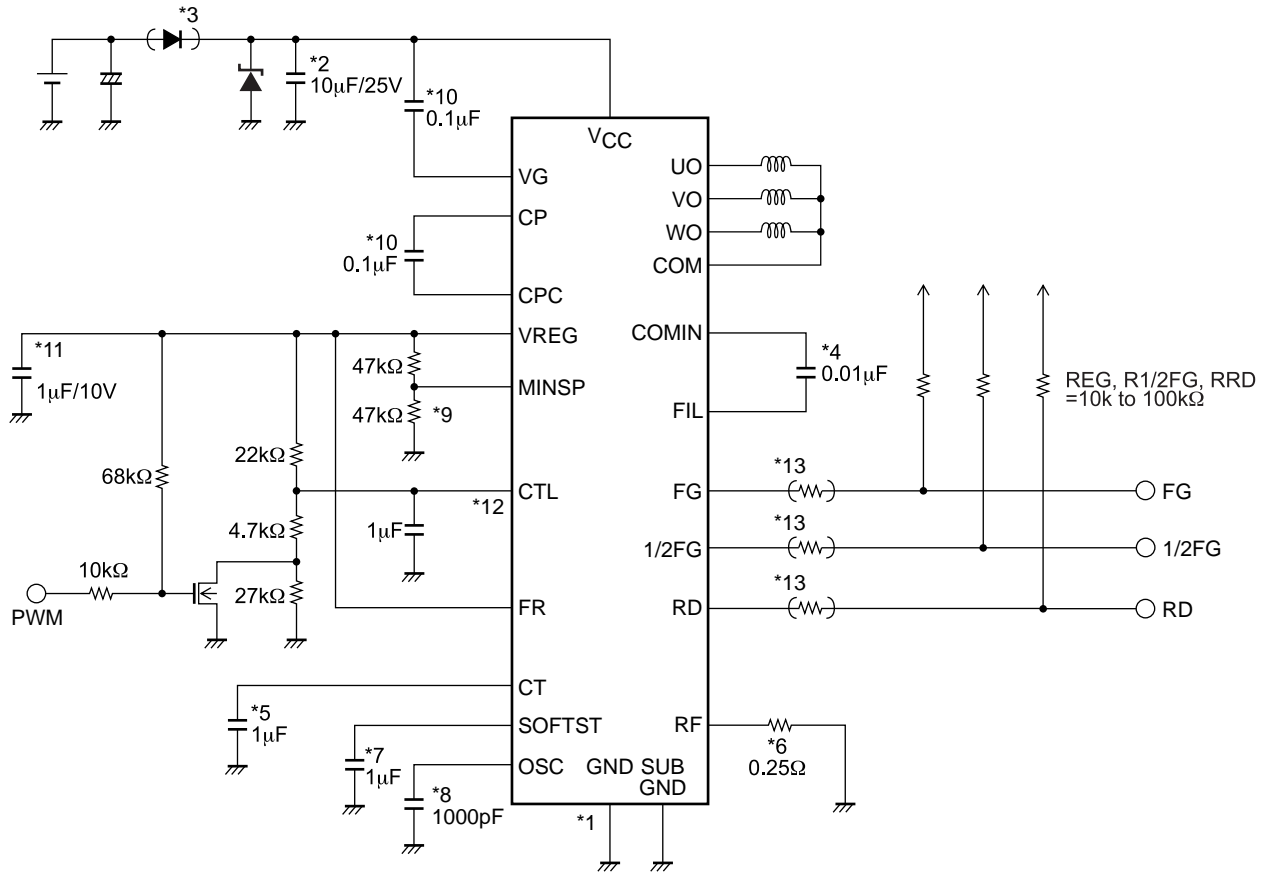 *3
*2
10μF/25V
*10
0.1μF
VCC
VG
UO
CP
VO
WO
*10
0.1μF
COM
CPC
VREG
COMIN
*11
1μF/10V
47kΩ
*4
0.01μF
MINSP
47kΩ
*9
FIL
REG, R1/2FG, RRD
=10k to 100kΩ
22kΩ
68kΩ
*12
CTL
FG
*13
FG
4.7kΩ
1μF
1/2FG
*13
1/2FG
10kΩ
27kΩ
PWM
FR
RD
*13
RD
CT
*5
1μF
SOFTST
RF
*6
0.25Ω
*7
1μF
OSC
GND
SUB
GND
*8
1000pF
*1